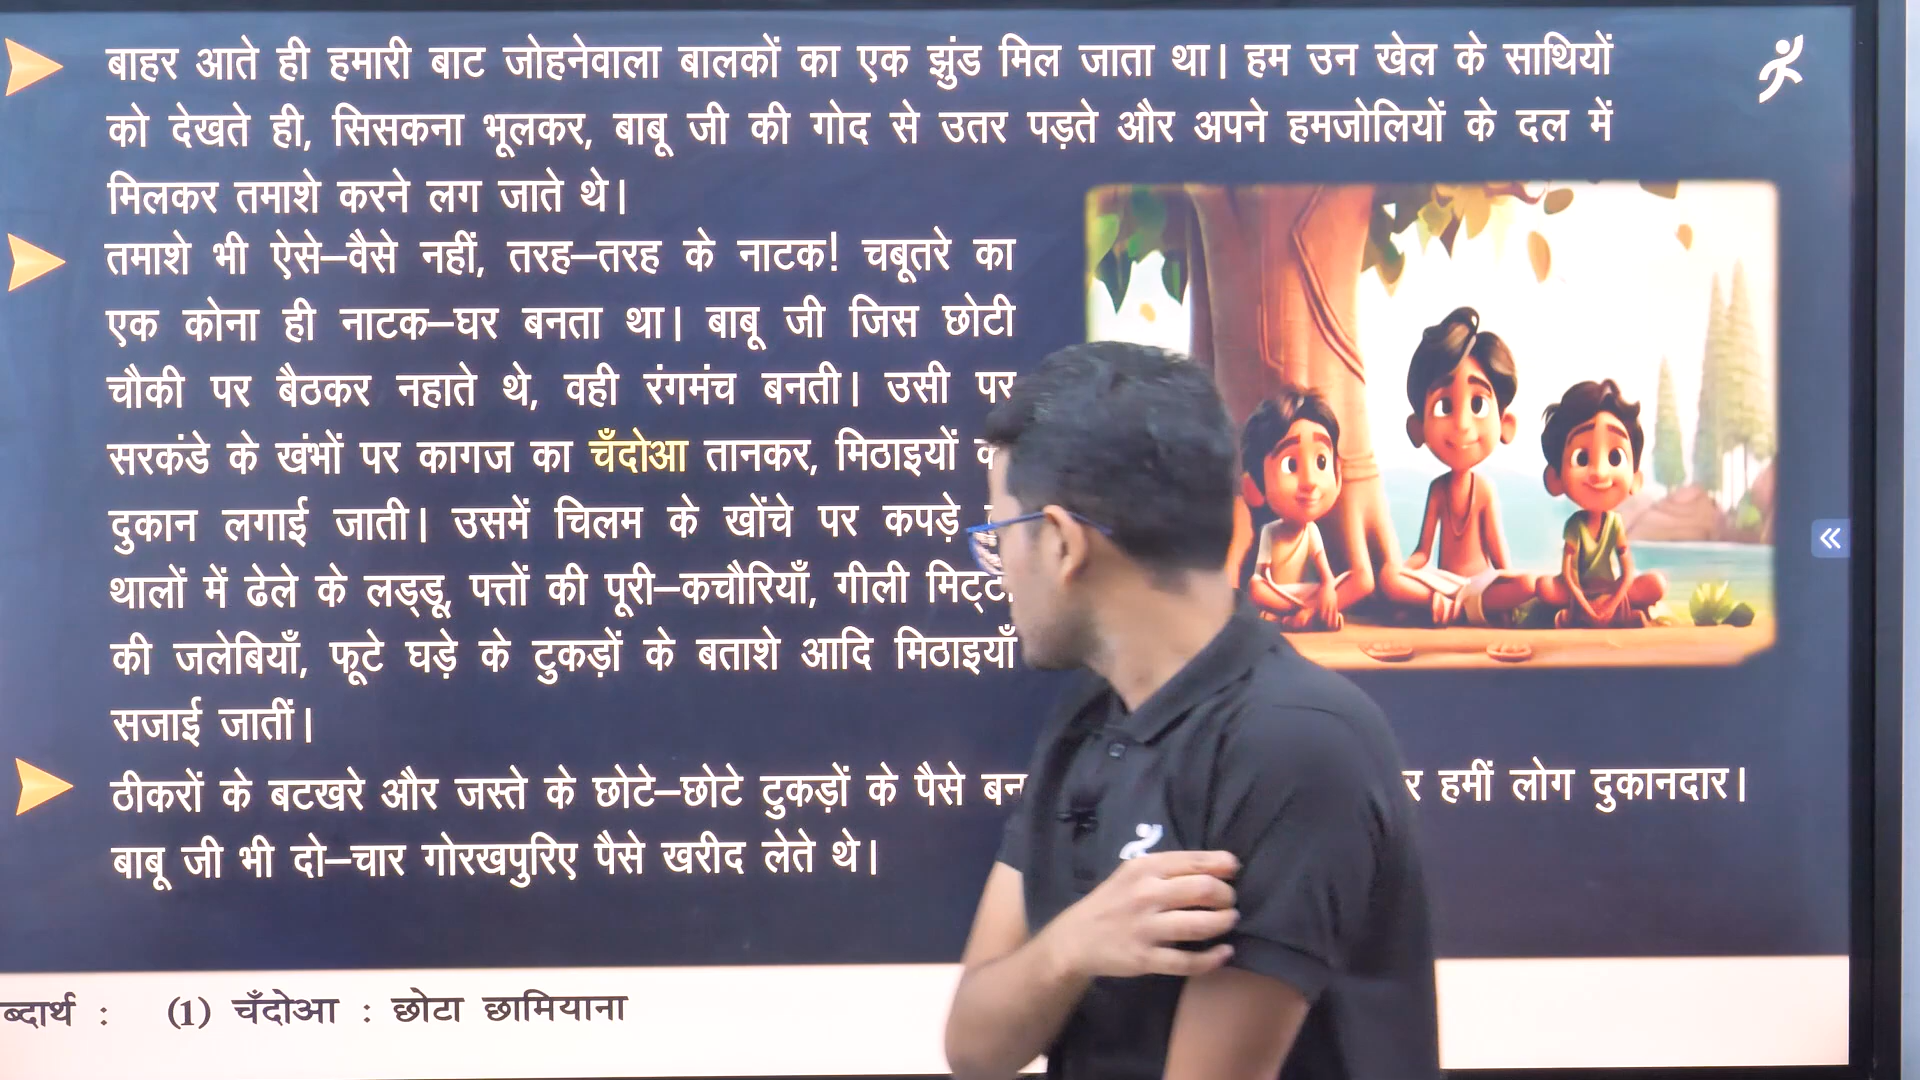 बाहर आते ही हमारी बाट जोहनेवाला बालकों का एक झुंड मिल जाता था। हम उन खेल के साथियों
को देखते ही, सिसकना भूलकर, बाबू जी की गोद से उतर पड़ते और अपने हमजोलियों के दल में
मिलकर तमाशे करने लग जाते थे।
तमाशे भी ऐसे–वैसे नहीं, तरह–तरह के नाटक! चबूतरे का
एक कोना ही नाटक–घर बनता था। बाबू जी जिस छोटी
चौकी पर बैठकर नहाते थे, वही रंगमंच बनती। उसी पर
सरकंडे के खंभों पर कागज का चँदोआ तानकर, मिठाइयों
दुकान लगाई जाती। उसमें चिलम के खोंचे पर कपड़े
थालों में ढेले के लड्डू, पत्तों की पूरी–कचौरियाँ, गीली
की जलेबियाँ, फूटे घड़े के टुकड़ों के बताशे आदि मिठाइयाँ
सजाई जातीं।
ठीकरों के बटखरे और जस्ते के छोटे–छोटे टुकड़ों के पैसे हमीं लोग दुकानदार।
बाबू जी भी दो–चार गोरखपुरिए पैसे खरीद लेते थे।
ब्दार्थ : (1) चँदोआ : छोटा छामियाना